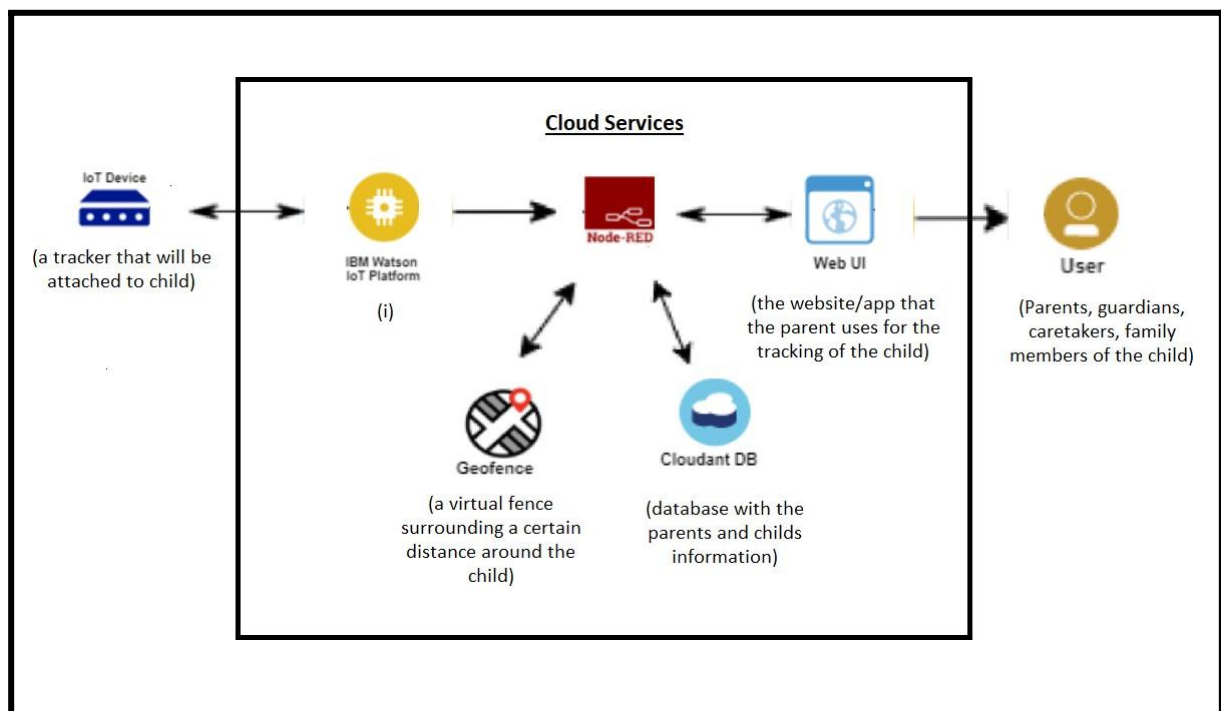 Cloud Services
IoT Device
(a tracker that will be
attached to child)
IBM Watson
IoT Platform
(i)
Node-RED
Web UI
(the website/app that
the parent uses for the
tracking of the child)
User
(Parents, guardians,
caretakers, family
members of the child)
Geofence
(a virtual fence
surrounding a certain
distance around the
child)
Cloudant DB
(database with the
parents and childs
information)